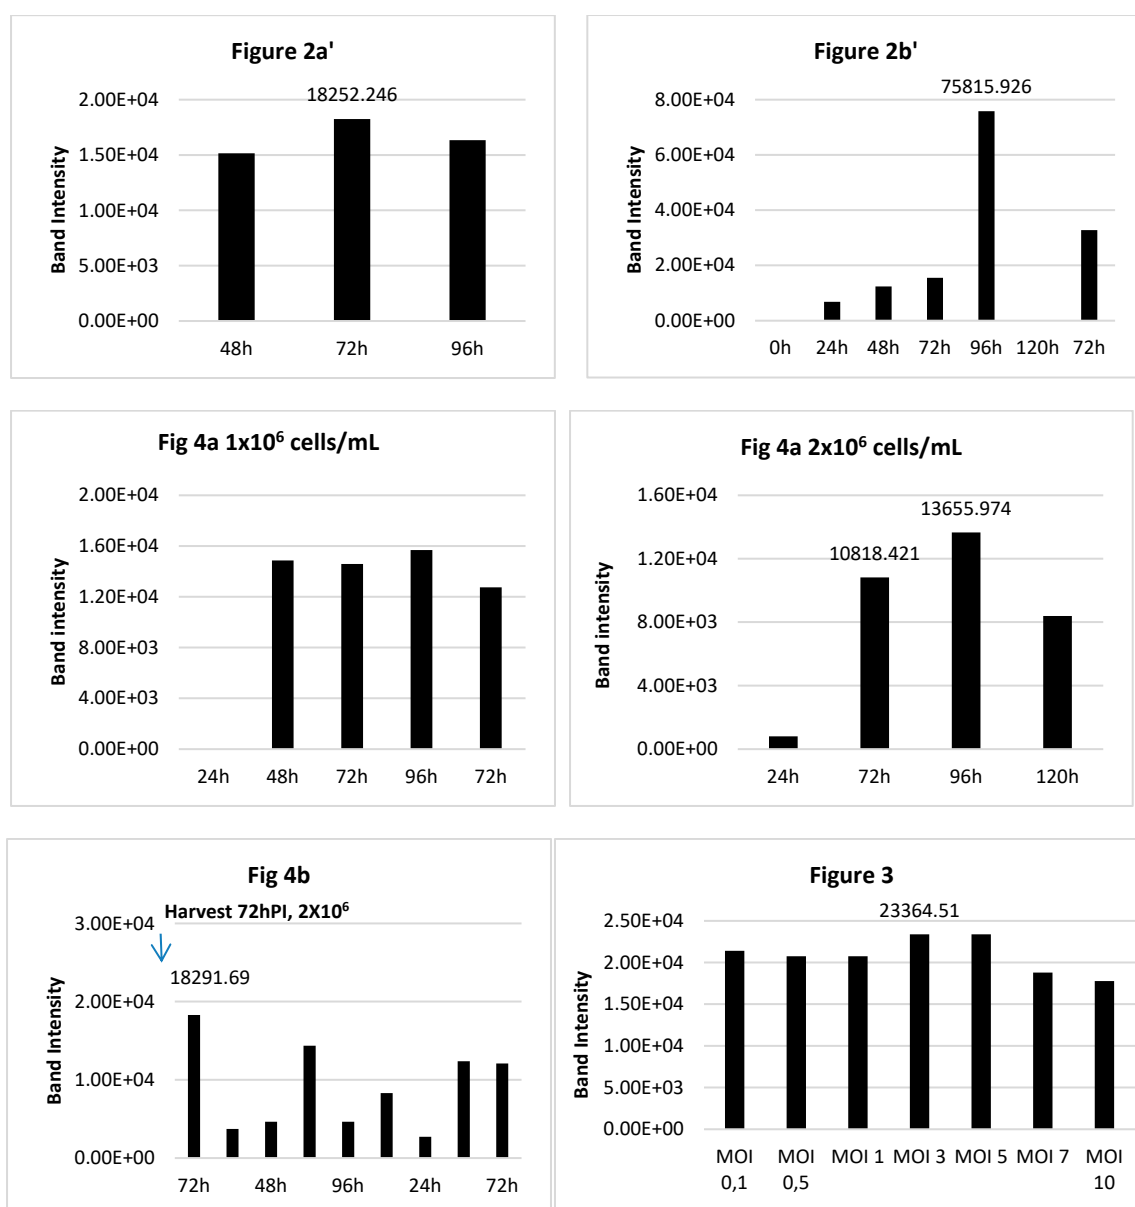 Figure 2a'
18252.246
2.00E+04
1.50E+04
1.00E+04
5.00E+03
0.00E+00
Band Intensity
48h 72h 96h
Figure 2b'
75815.926
8.00E+04
6.00E+04
4.00E+04
2.00E+04
0.00E+00
Band Intensity
0h 24h 48h 72h 96h 120h 72h
Fig 4a 1x10⁶ cells/mL
2.00E+04
1.60E+04
1.20E+04
8.00E+03
4.00E+03
0.00E+00
Band intensity
24h 48h 72h 96h 72h
Fig 4a 2x10⁶ cells/mL
1.60E+04
13655.974
1.20E+04
10818.421
8.00E+03
4.00E+03
0.00E+00
Band intensity
24h 72h 96h 120h
Fig 4b
Harvest 72hPI, 2X10⁶
3.00E+04
18291.69
2.00E+04
1.00E+04
0.00E+00
Band Intensity
72h 48h 96h 24h 72h
Figure 3
23364.51
2.50E+04
2.00E+04
1.50E+04
1.00E+04
5.00E+03
0.00E+00
Band Intensity
MOI 0,1 MOI 0,5 MOI 1 MOI 3 MOI 5 MOI 7 MOI 10